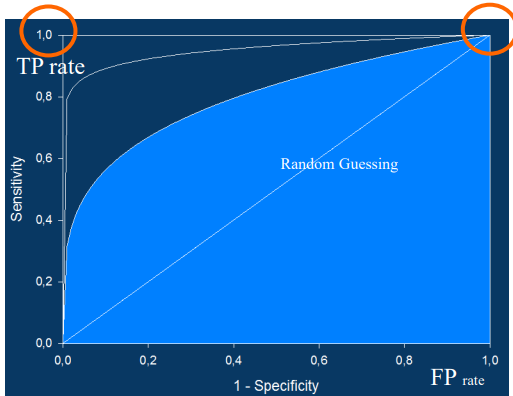 1,0
TP rate
0,8
0,6
0,4
0,2
0,0
Sensitivity
Random Guessing
0,0 0,2 0,4 0,6 0,8 1,0
1 - Specificity
FP rate